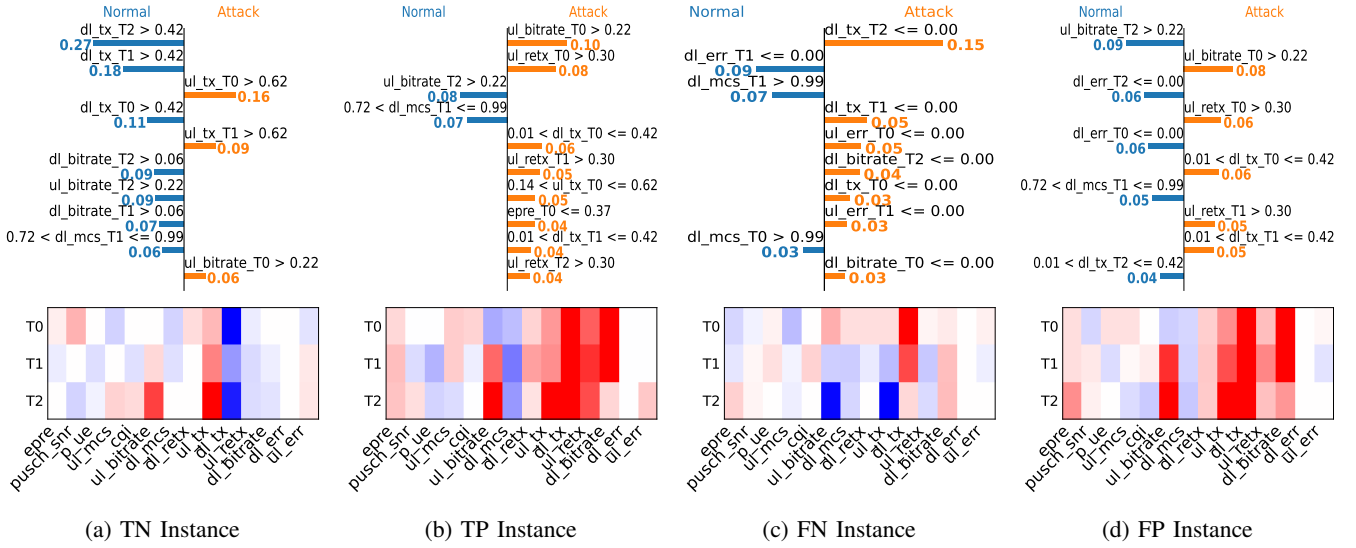 Normal Attack
dl_tx_T2 > 0.42
0.27
dl_tx_T1 > 0.42
0.18
ul_tx_T0 > 0.62
0.16
dl_tx_T0 > 0.42
0.11
ul_tx_T1 > 0.62
0.09
dl_bitrate_T2 > 0.06
0.09
ul_bitrate_T2 > 0.22
0.09
dl_bitrate_T1 > 0.06
0.07
0.72 < dl_mcs_T1 <= 0.99
0.06
ul_bitrate_T0 > 0.22
0.06
T0
T1
T2
epre
pusch_snr
p_ue
ul_mcs
ul_cqi
ul_bitrate
dl_mcs
dl_retx
ul_tx
dl_tx
ul_retx
dl_bitrate
dl_err
ul_err
(a) TN Instance
Normal Attack
ul_bitrate_T0 > 0.22
0.10
ul_retx_T0 > 0.30
0.08
ul_bitrate_T2 > 0.22
0.08
0.72 < dl_mcs_T1 <= 0.99
0.07
0.01 < dl_tx_T0 <= 0.42
0.06
ul_retx_T1 > 0.30
0.05
0.14 < ul_tx_T0 <= 0.62
0.05
epre_T0 <= 0.37
0.04
0.01 < dl_tx_T1 <= 0.42
0.04
ul_retx_T2 > 0.30
0.04
T0
T1
T2
epre
pusch_snr
p_ue
ul_mcs
ul_cqi
ul_bitrate
dl_mcs
dl_retx
ul_tx
dl_tx
ul_retx
dl_bitrate
dl_err
ul_err
(b) TP Instance
Normal Attack
dl_tx_T2 <= 0.00
0.15
dl_err_T1 <= 0.00
0.09
dl_mcs_T1 > 0.99
0.07
dl_tx_T1 <= 0.00
0.05
ul_err_T0 <= 0.00
0.05
dl_bitrate_T2 <= 0.00
0.04
dl_tx_T0 <= 0.00
0.03
ul_err_T1 <= 0.00
0.03
dl_mcs_T0 > 0.99
0.03
dl_bitrate_T0 <= 0.00
0.03
T0
T1
T2
epre
pusch_snr
p_ue
ul_mcs
ul_cqi
ul_bitrate
dl_mcs
dl_retx
ul_tx
dl_tx
ul_retx
dl_bitrate
dl_err
ul_err
(c) FN Instance
Normal Attack
ul_bitrate_T2 > 0.22
0.09
ul_bitrate_T0 > 0.22
0.08
dl_err_T2 <= 0.00
0.06
ul_retx_T0 > 0.30
0.06
dl_err_T0 <= 0.00
0.06
0.01 < dl_tx_T0 <= 0.42
0.06
0.72 < dl_mcs_T1 <= 0.99
0.05
ul_retx_T1 > 0.30
0.05
0.01 < dl_tx_T1 <= 0.42
0.05
0.01 < dl_tx_T2 <= 0.42
0.04
T0
T1
T2
epre
pusch_snr
p_ue
ul_mcs
ul_cqi
ul_bitrate
dl_mcs
dl_retx
ul_tx
dl_tx
ul_retx
dl_bitrate
dl_err
ul_err
(d) FP Instance